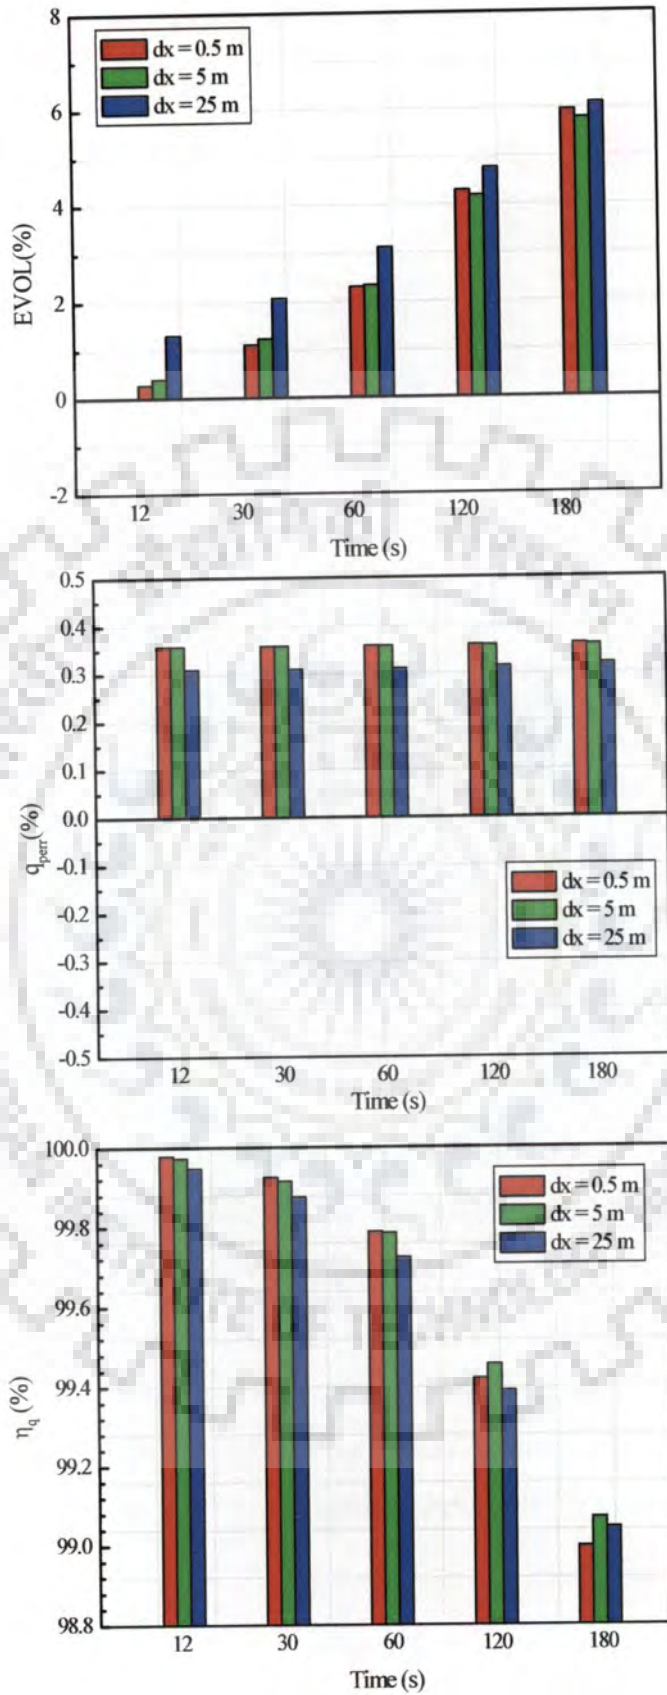 8
dx = 0.5 m
dx = 5 m
dx = 25 m
6
4
2
0
-2
EVOL(%)
12 30 60 120 180
Time (s)
0.5
0.4
0.3
0.2
0.1
0.0
-0.1
-0.2
-0.3
-0.4
-0.5
q_perr(%)
dx = 0.5 m
dx = 5 m
dx = 25 m
12 30 60 120 180
Time (s)
100.0
99.8
99.6
99.4
99.2
99.0
98.8
η_q (%)
dx = 0.5 m
dx = 5 m
dx = 25 m
12 30 60 120 180
Time (s)